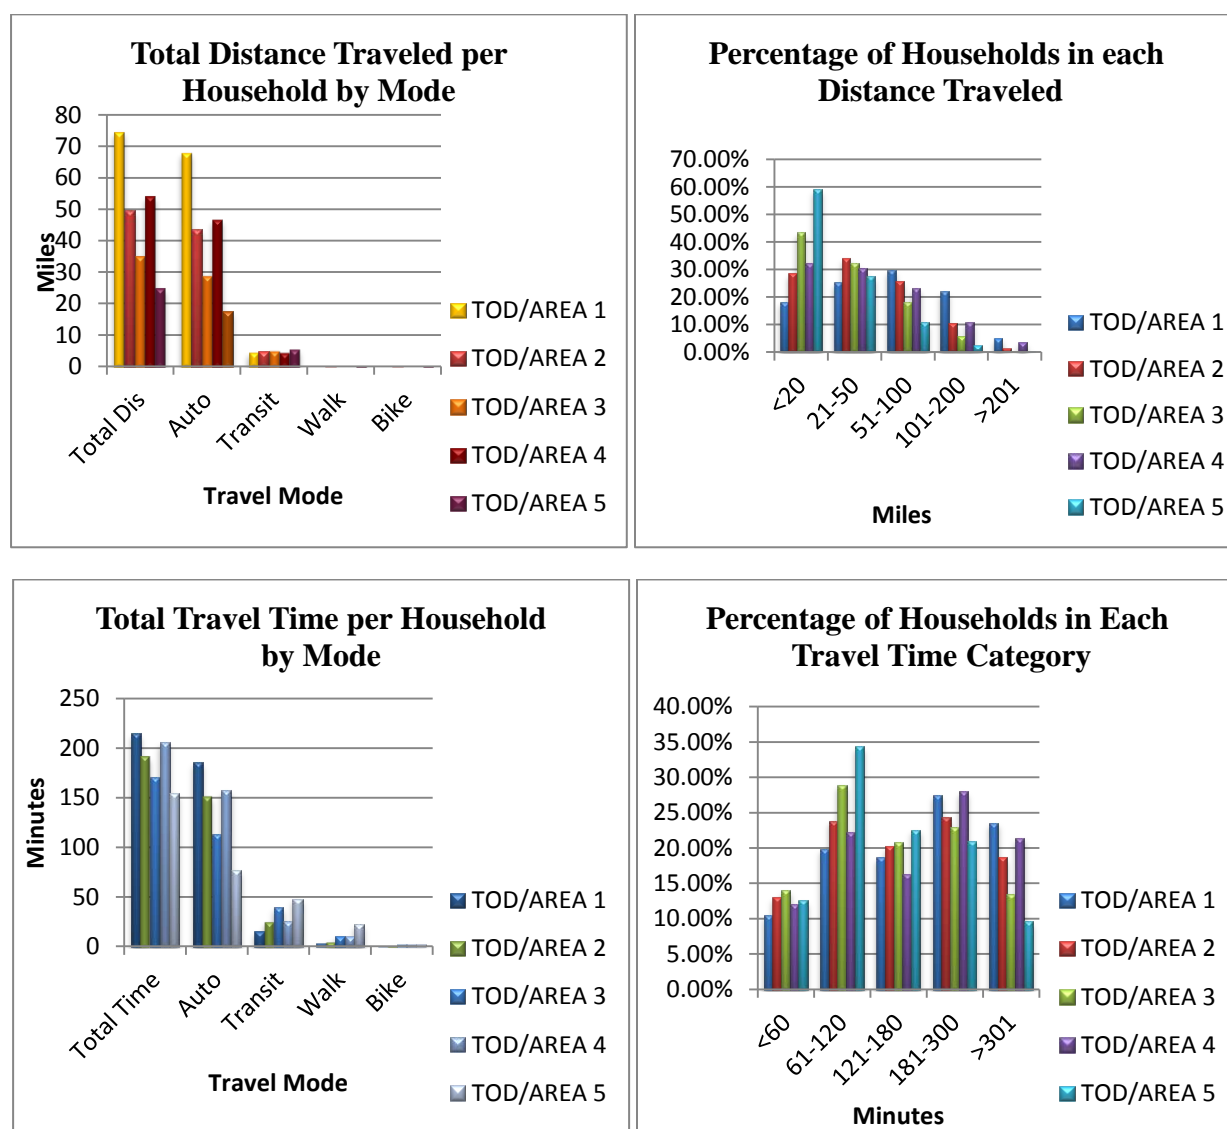 Total Distance Traveled per
Household by Mode
80
70
60
50
40
30
20
10
0
Miles
Total Dis
Auto
Transit
Walk
Bike
Travel Mode
TOD/AREA 1
TOD/AREA 2
TOD/AREA 3
TOD/AREA 4
TOD/AREA 5
Percentage of Households in each
Distance Traveled
70.00%
60.00%
50.00%
40.00%
30.00%
20.00%
10.00%
0.00%
<20
21-50
51-100
101-200
>201
Miles
TOD/AREA 1
TOD/AREA 2
TOD/AREA 3
TOD/AREA 4
TOD/AREA 5
Total Travel Time per Household
by Mode
250
200
150
100
50
0
Minutes
Total Time
Auto
Transit
Walk
Bike
Travel Mode
TOD/AREA 1
TOD/AREA 2
TOD/AREA 3
TOD/AREA 4
TOD/AREA 5
Percentage of Households in Each
Travel Time Category
40.00%
35.00%
30.00%
25.00%
20.00%
15.00%
10.00%
5.00%
0.00%
<60
61-120
121-180
181-300
>301
Minutes
TOD/AREA 1
TOD/AREA 2
TOD/AREA 3
TOD/AREA 4
TOD/AREA 5